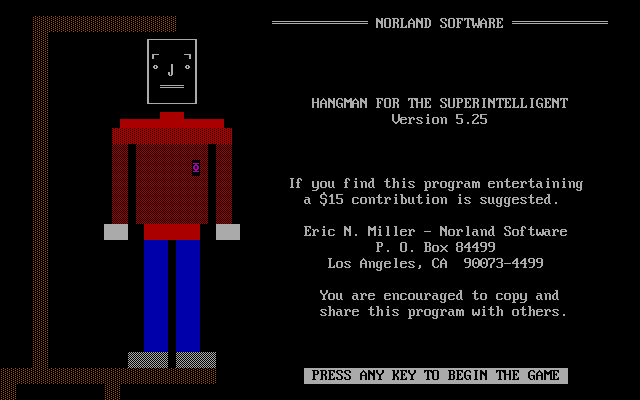 NORLAND SOFTWARE
HANGMAN FOR THE SUPERINTELLIGENT
Version 5.25
If you find this program entertaining
a $15 contribution is suggested.
Eric N. Miller - Norland Software
P. O. Box 84499
Los Angeles, CA  90073-4499
You are encouraged to copy and
share this program with others.
PRESS ANY KEY TO BEGIN THE GAME